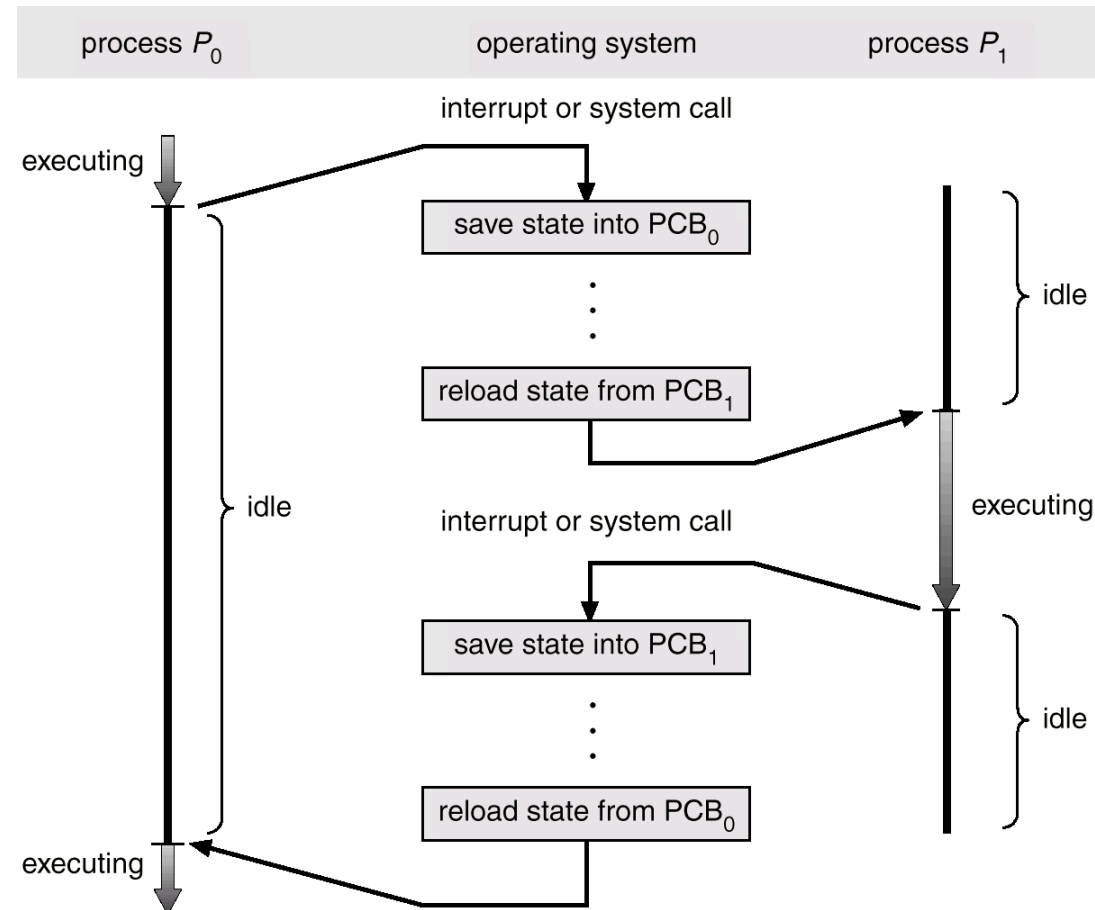 process P0
operating system
process P1
interrupt or system call
executing
save state into PCB0
idle
reload state from PCB1
idle
executing
interrupt or system call
save state into PCB1
idle
reload state from PCB0
executing